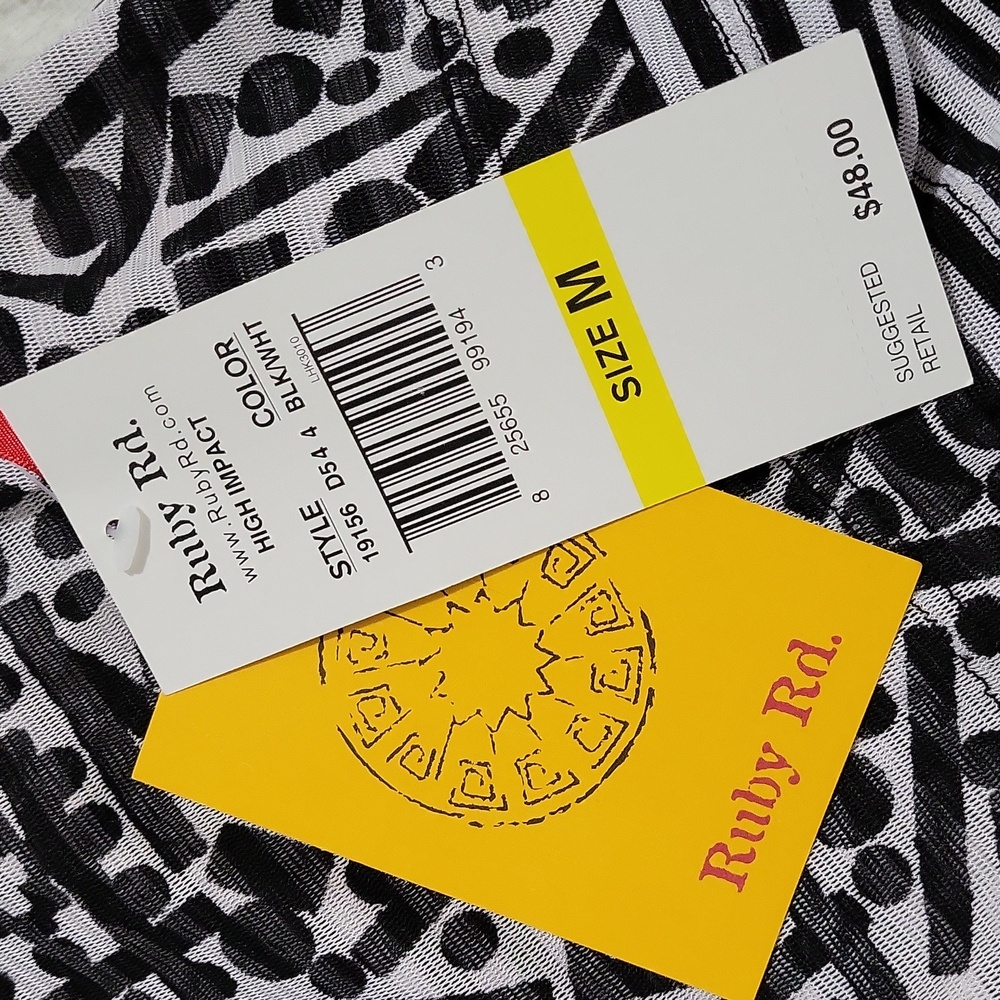 Ruby Rd.
www.RubyRd.com
HIGH IMPACT
STYLE COLOR
19156 D54 4 BLK/WHT
LHK3010
8 25655 99194 3
SIZE M
SUGGESTED
RETAIL
$48.00
Ruby Rd.